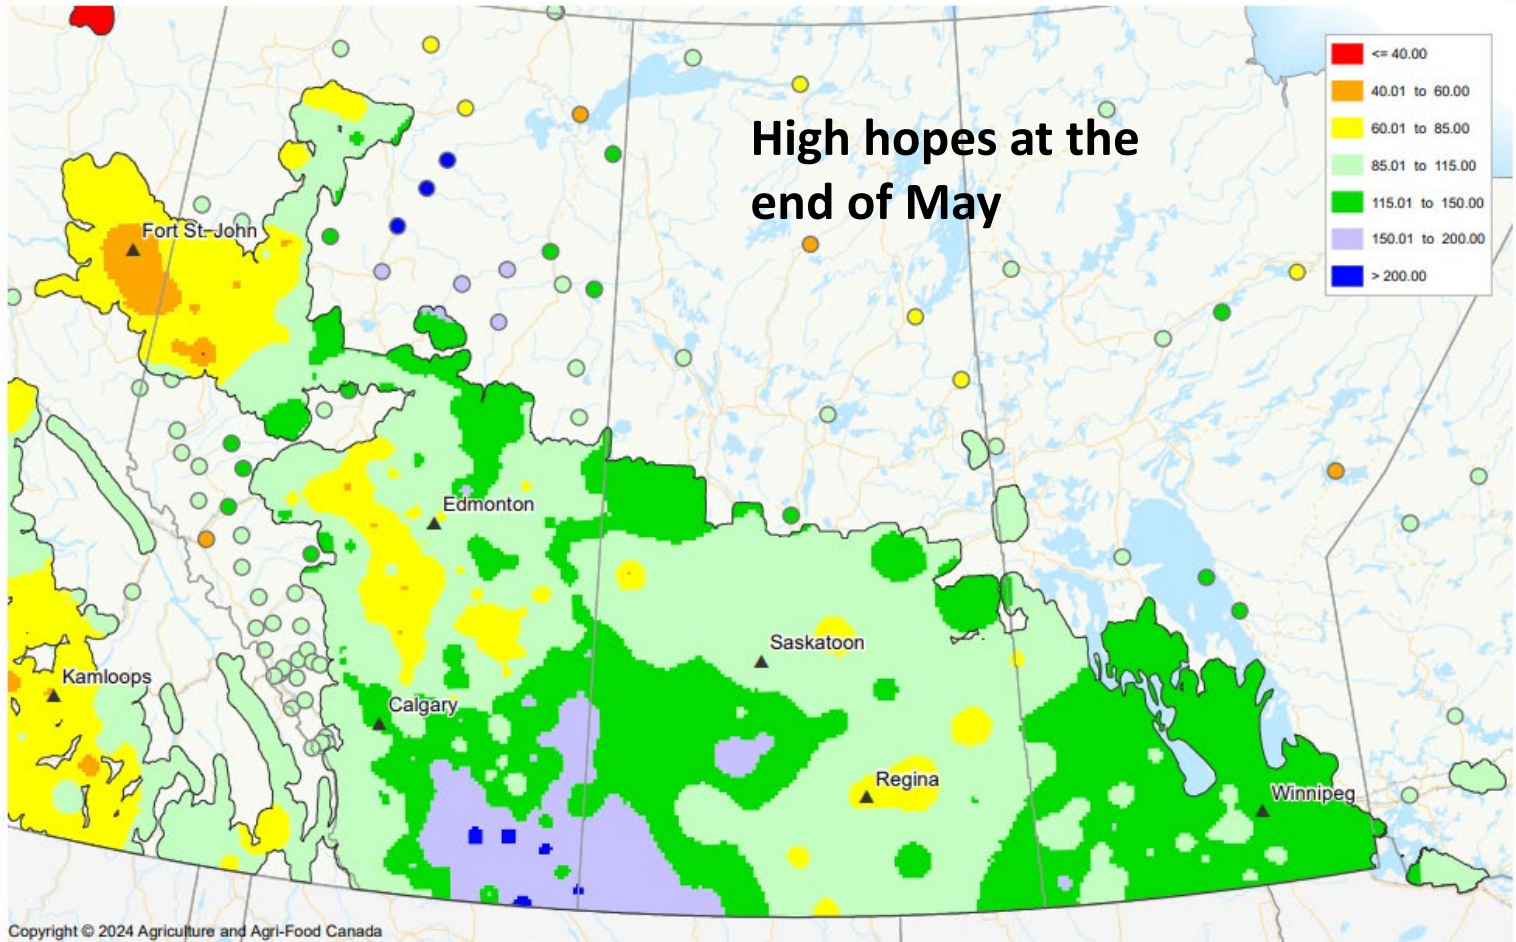 High hopes at the
end of May
<= 40.00
40.01 to 60.00
60.01 to 85.00
85.01 to 115.00
115.01 to 150.00
150.01 to 200.00
> 200.00
Fort St. John
Edmonton
Saskatoon
Kamloops
Calgary
Regina
Winnipeg
Copyright © 2024 Agriculture and Agri-Food Canada